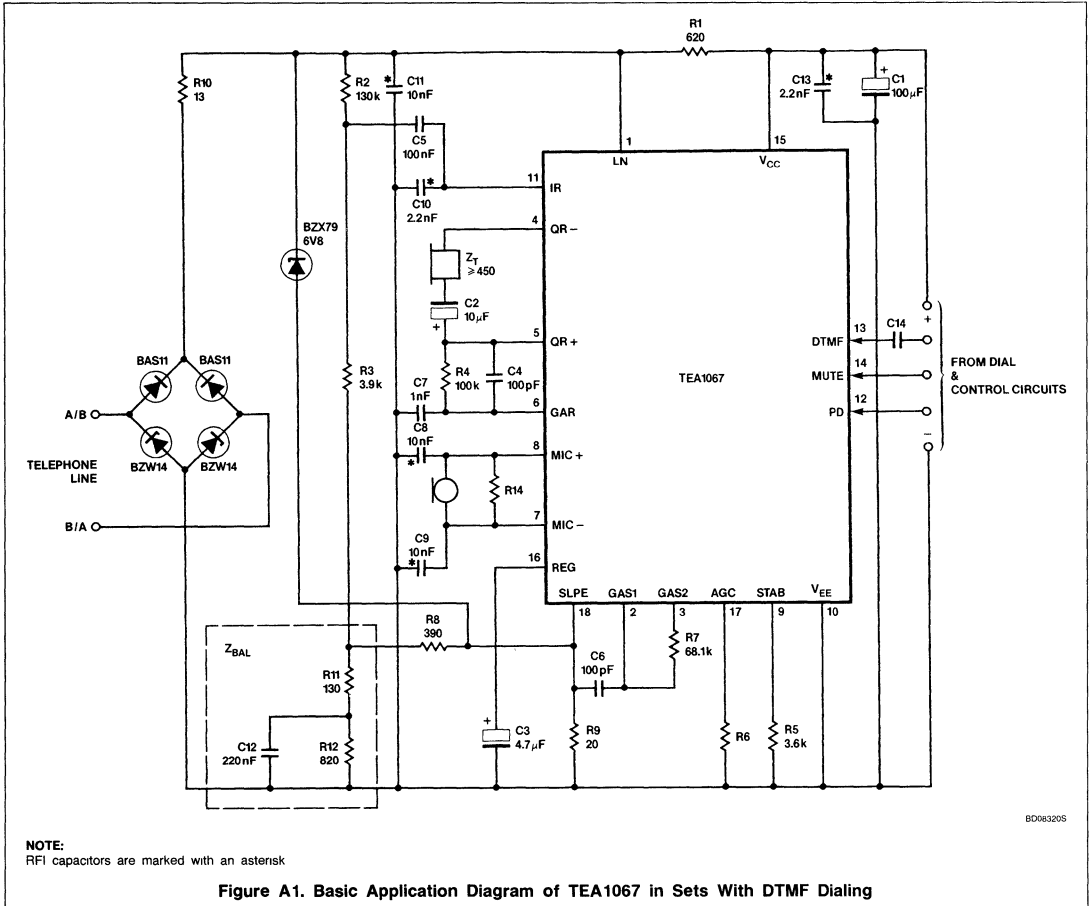 R1
620
R10
13
R2
130k
* C11
10nF
C13 *
2.2nF
+
C1
100μF
C5
100nF
1
LN
15
VCC
11
IR
*
C10
2.2nF
4
QR−
BZX79
6V8
ZT
≥450
C2
10μF
+
5
QR+
13
DTMF
C14
+
BAS11
BAS11
R3
3.9k
R4
100k
C4
100pF
TEA1067
14
MUTE
FROM DIAL
&
CONTROL CIRCUITS
A/B
C7
1nF
6
GAR
12
PD
C8
10nF
*
8
MIC+
−
BZW14
BZW14
TELEPHONE
LINE
R14
B/A
7
MIC−
C9
10nF
*
16
REG
SLPE
GAS1
GAS2
AGC
STAB
VEE
18
2
3
17
9
10
R8
390
R7
68.1k
ZBAL
C6
100pF
R11
130
C12
220nF
R12
820
+
C3
4.7μF
R9
20
R6
R5
3.6k
BD08320S
NOTE:
RFI capacitors are marked with an asterisk
Figure A1. Basic Application Diagram of TEA1067 in Sets With DTMF Dialing